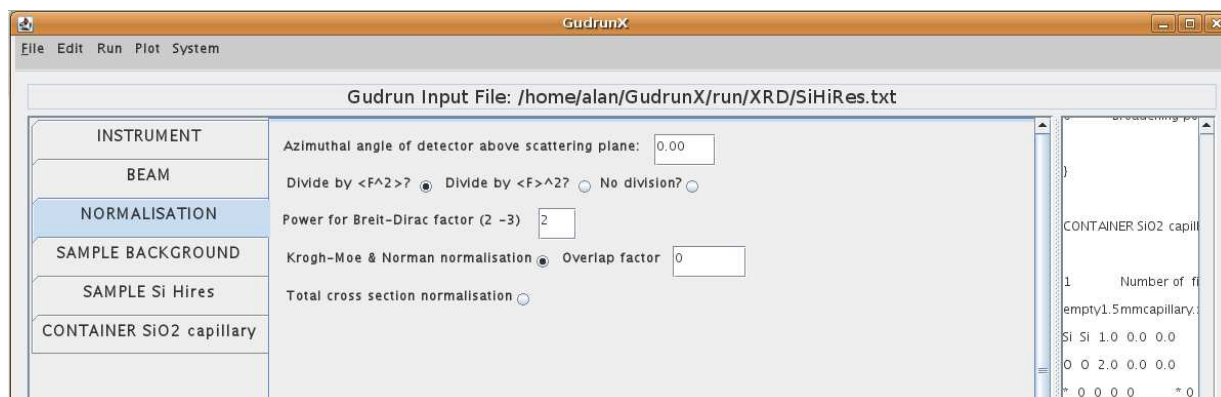 GudrunX
File Edit Run Plot System
Gudrun Input File: /home/alan/GudrunX/run/XRD/SiHiRes.txt
INSTRUMENT
BEAM
NORMALISATION
SAMPLE BACKGROUND
SAMPLE Si Hires
CONTAINER SiO2 capillary
Azimuthal angle of detector above scattering plane: 0.00
Divide by <F^2>? Divide by <F>^2? No division?
Power for Breit-Dirac factor (2 -3) 2
Krogh-Moe & Norman normalisation Overlap factor 0
Total cross section normalisation
}
CONTAINER SiO2 capill
1 Number of fi
empty1.5mmcapillary.
Si Si 1.0 0.0 0.0
O O 2.0 0.0 0.0
* 0 0 0 0 * 0